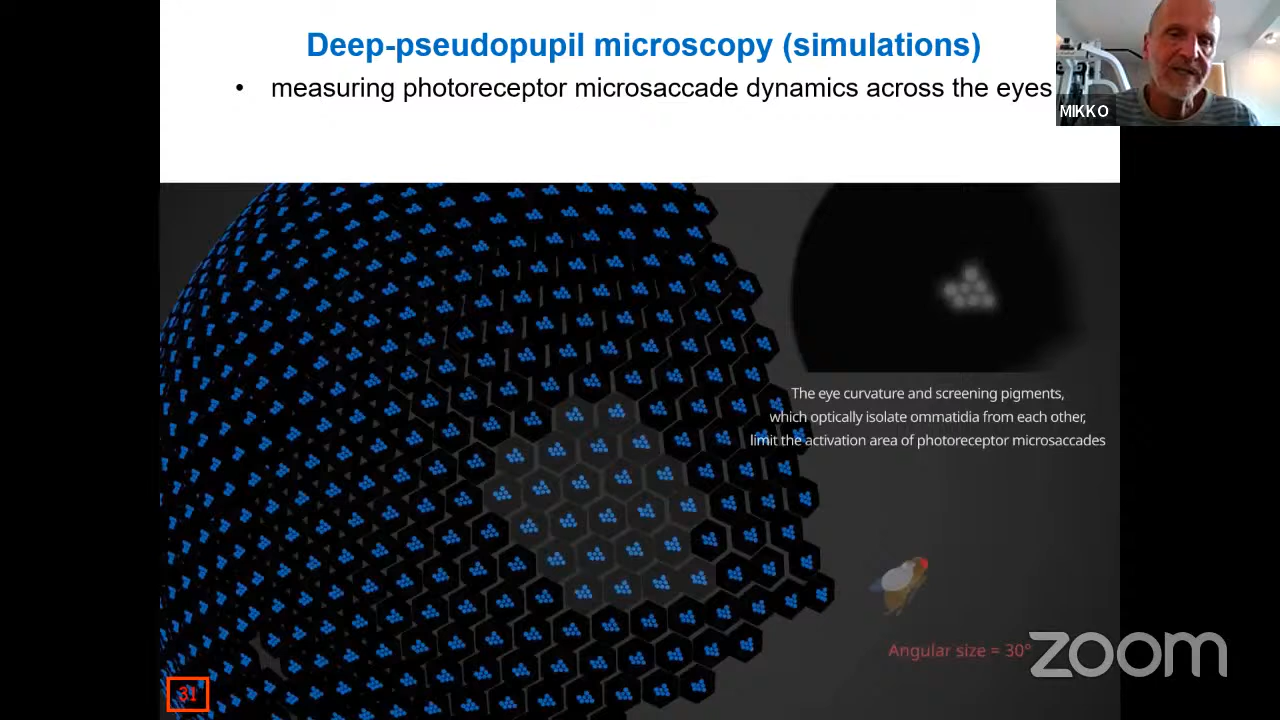 Deep-pseudopupil microscopy (simulations)
• measuring photoreceptor microsaccade dynamics across the eyes
MIKKO
The eye curvature and screening pigments,
which optically isolate ommatidia from each other,
limit the activation area of photoreceptor microsaccades
Angular size = 30°
zoom
31